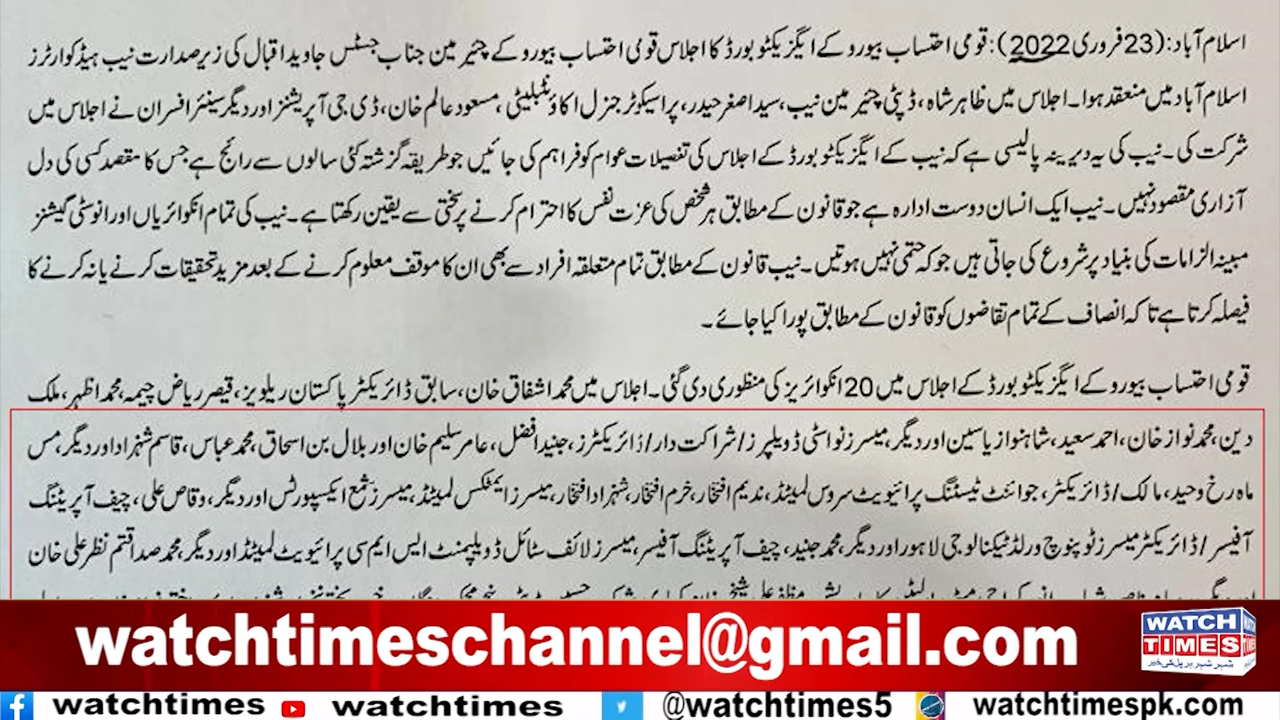 اسلام آباد:(23فروری2022): قومی احتساب بیورو کے ایگزیکٹو بورڈ کا اجلاس قومی احتساب بیورو کے چئیرمین جناب جسٹس جاوید اقبال کی زیر صدارت نیب ہیڈ کوارٹرز
اسلام آباد میں منعقد ہوا۔ اجلاس میں ظاہر شاہ، ڈپٹی چئیرمین نیب، سید اصغر حیدر، پراسیکوٹر جنرل اکاؤنٹبلیٹی، مسعود عالم خان، ڈی جی آپریشنز اور دیگر سینئر افسران نے اجلاس میں
شرکت کی۔ نیب کی یہ دیرینہ پالیسی ہے کہ نیب کے ایگزیکٹو بورڈ کے اجلاس کی تفصیلات عوام کو فراہم کی جائیں جو طریقہ گزشتہ کئی سالوں سے رائج ہے جس کا مقصد کسی کی دل
آزاری مقصود نہیں۔ نیب ایک انسان دوست ادارہ ہے جو قانون کے مطابق ہر شخص کی عزت نفس کا احترام کرنے پر سختی سے یقین رکھتا ہے۔ نیب کی تمام انکوائریاں اور انوسٹی گیشنز
مبینہ الزامات کی بنیاد پر شروع کی جاتی ہیں جو کہ حتمی نہیں ہوتیں۔ نیب قانون کے مطابق تمام متعلقہ افراد سے بھی ان کا موقف معلوم کرنے کے بعد مزید تحقیقات کرنے یا نہ کرنے کا
فیصلہ کرتا ہے تاکہ انصاف کے تمام تقاضوں کو قانون کے مطابق پورا کیا جائے۔
قومی احتساب بیورو کے ایگزیکٹو بورڈ کے اجلاس میں 20 انکوائریز کی منظوری دی گئی۔ اجلاس میں محمد اشفاق خان، سابق ڈائریکٹر پاکستان ریلویز، قیصر ریاض چیمہ، محمد اظہر، ملک
دین، محمد نواز خان، احمد سعید، شاہنواز یاسین اور دیگر، میسرز نواسٹی ڈویلپرز/شراکت دار/ڈائریکٹرز، جنید افضل، عامر سلیم خان اور بلال بن اسحاق، محمد عباس، قاسم شہزاد اور دیگر، مس
ماہ رخ وحید، مالک/ڈائریکٹر، جوائنٹ ٹیسٹنگ پرائیویٹ سروس لمیٹڈ، ندیم افتخار، خرم افتخار، شہزاد افتخار، میسرز ایمٹکس لمیٹڈ، میسرز شمع ایکسپورٹس اور دیگر، وقاص علی، چیف آپریٹنگ
آفیسر/ڈائریکٹر میسرز ٹو پنوچ ورلڈ ٹیکنالوجی لاہور اور دیگر، محمد جنید، چیف آپریٹنگ آفیسر، میسرز لائف سٹائل ڈویلپمنٹ ایس ایم سی پرائیویٹ لمیٹڈ اور دیگر، محمد صداقتم نظر علی خان
watchtimeschannel@gmail.com
WATCH
TIMES
watchtimes watchtimes @watchtimes5 watchtimespk.com